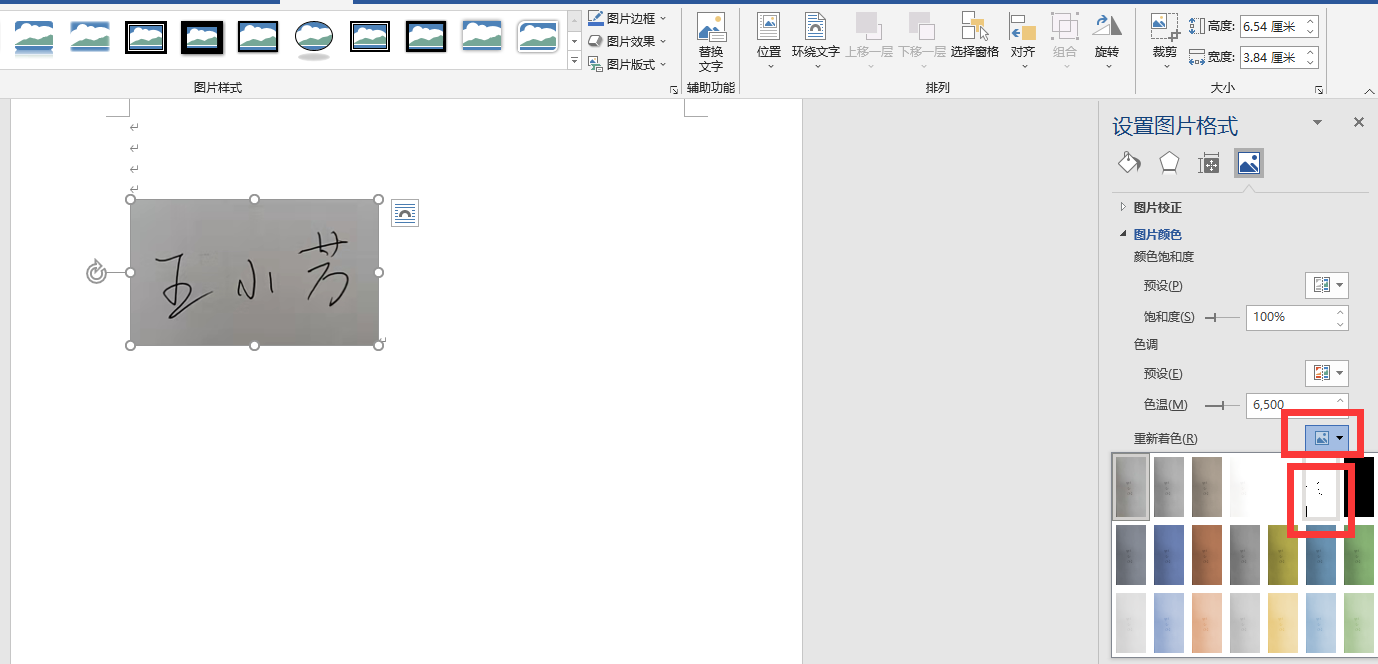 图片边框
图片效果
图片版式
图片样式
替换
文字
辅助功能
位置
环绕文字
上移一层
下移一层
选择窗格
对齐
组合
旋转
排列
裁剪
高度: 6.54 厘米
宽度: 3.84 厘米
大小
王小芳
设置图片格式
图片校正
图片颜色
颜色饱和度
预设(P)
饱和度(S) 100%
色调
预设(E)
色温(M) 6,500
重新着色(R)